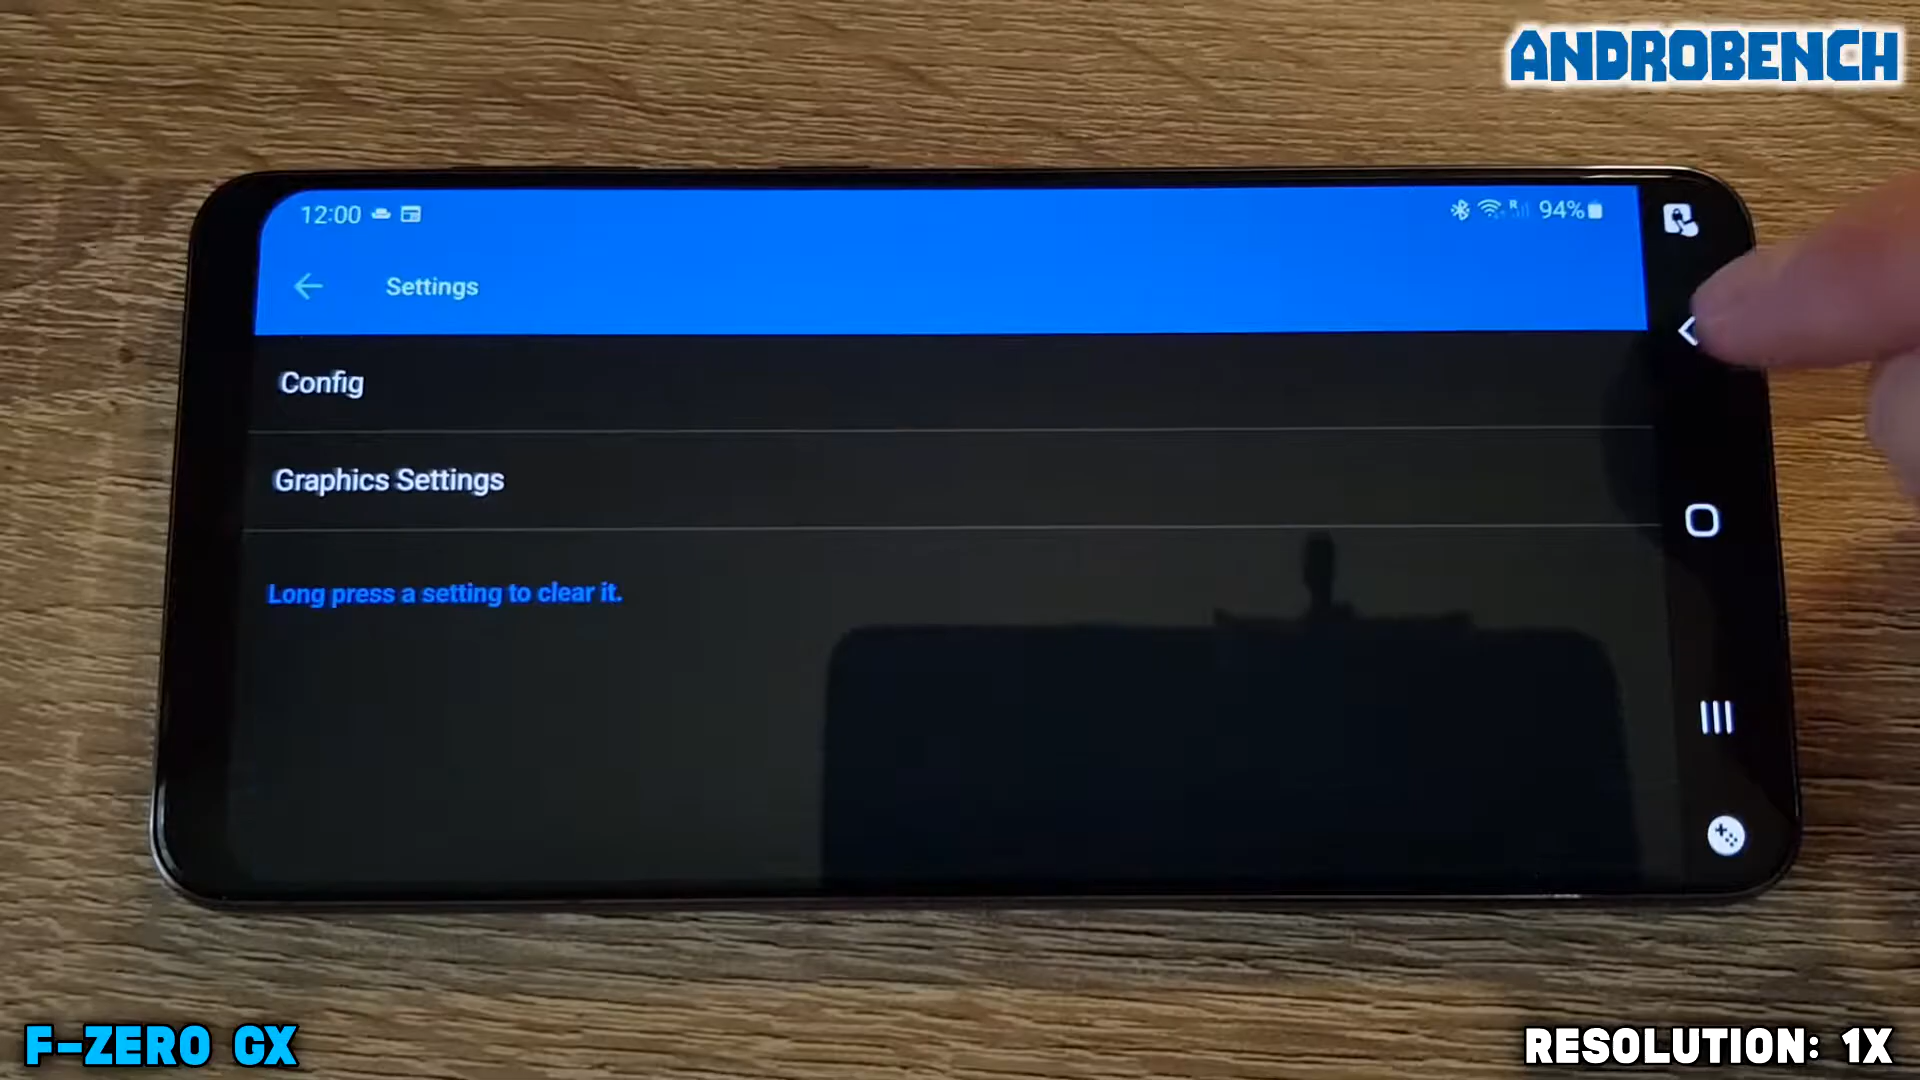 ANDROBENCH
12:00
R
94%
Settings
Config
Graphics Settings
Long press a setting to clear it.
F-ZERO GX
RESOLUTION: 1X